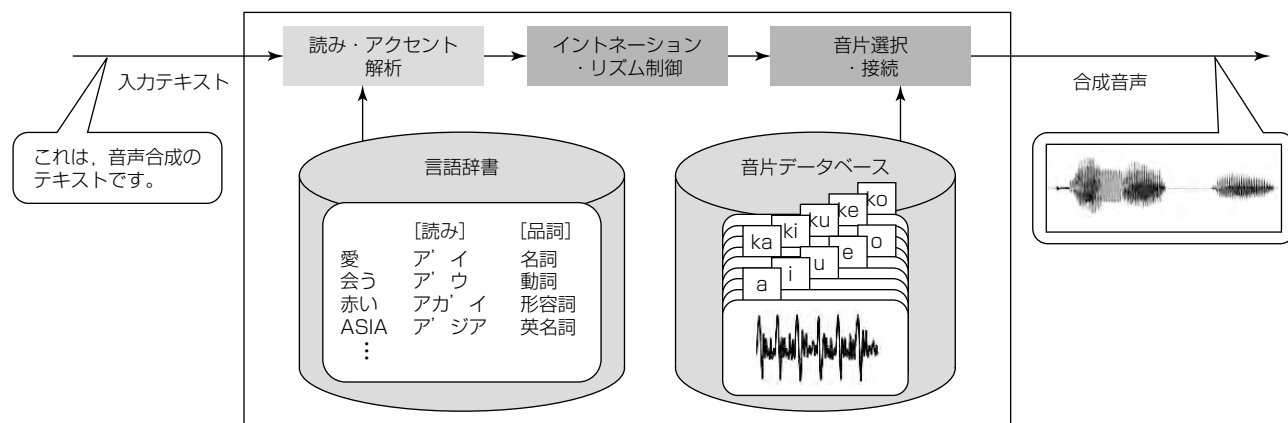 読み・アクセント
解析
イントネーション
・リズム制御
音片選択
・接続
入力テキスト
合成音声
これは，音声合成の
テキストです。
言語辞書
[読み] [品詞]
愛 ア’イ 名詞
会う ア’ウ 動詞
赤い アカ’イ 形容詞
ASIA ア’ジア 英名詞
⋮
音片データベース
ka ki ku ke ko
a i u e o